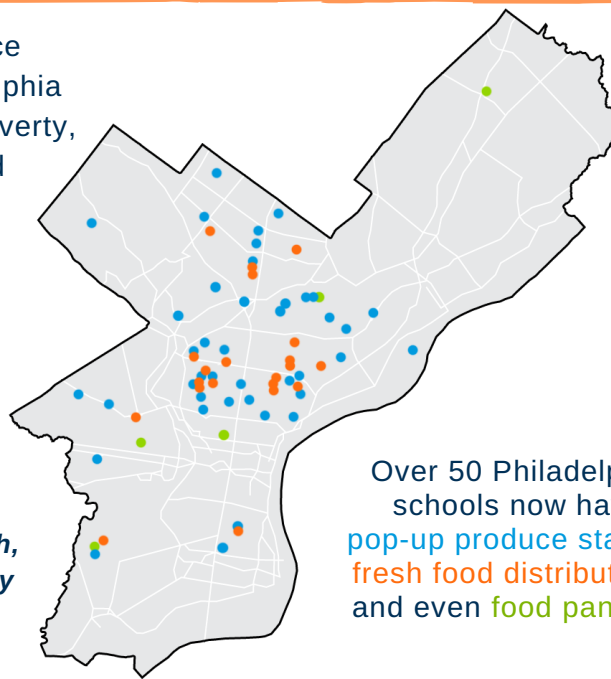 ce
phia
verty,
d
h,
y
Over 50 Philadelp
schools now ha
pop-up produce sta
fresh food distribut
and even food pan